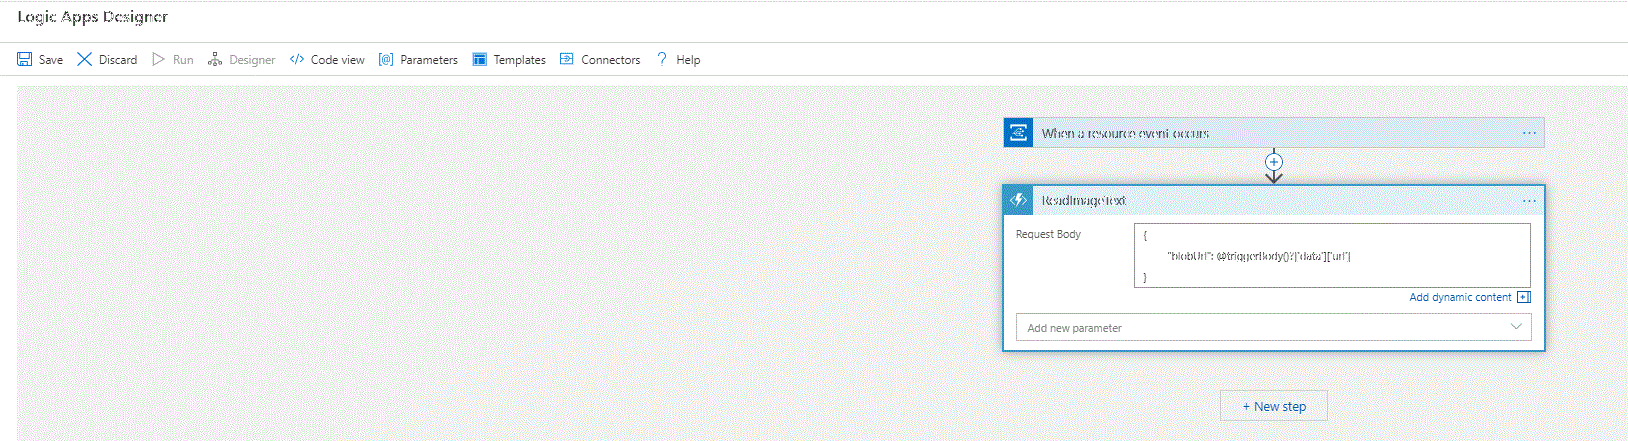 Logic Apps Designer
Save Discard Run Designer Code view Parameters Templates Connectors Help
When a resource event occurs
ReadImageText
Request Body
{
"blobUrl": @triggerBody()?['data']['url']
}
Add dynamic content
Add new parameter
+ New step